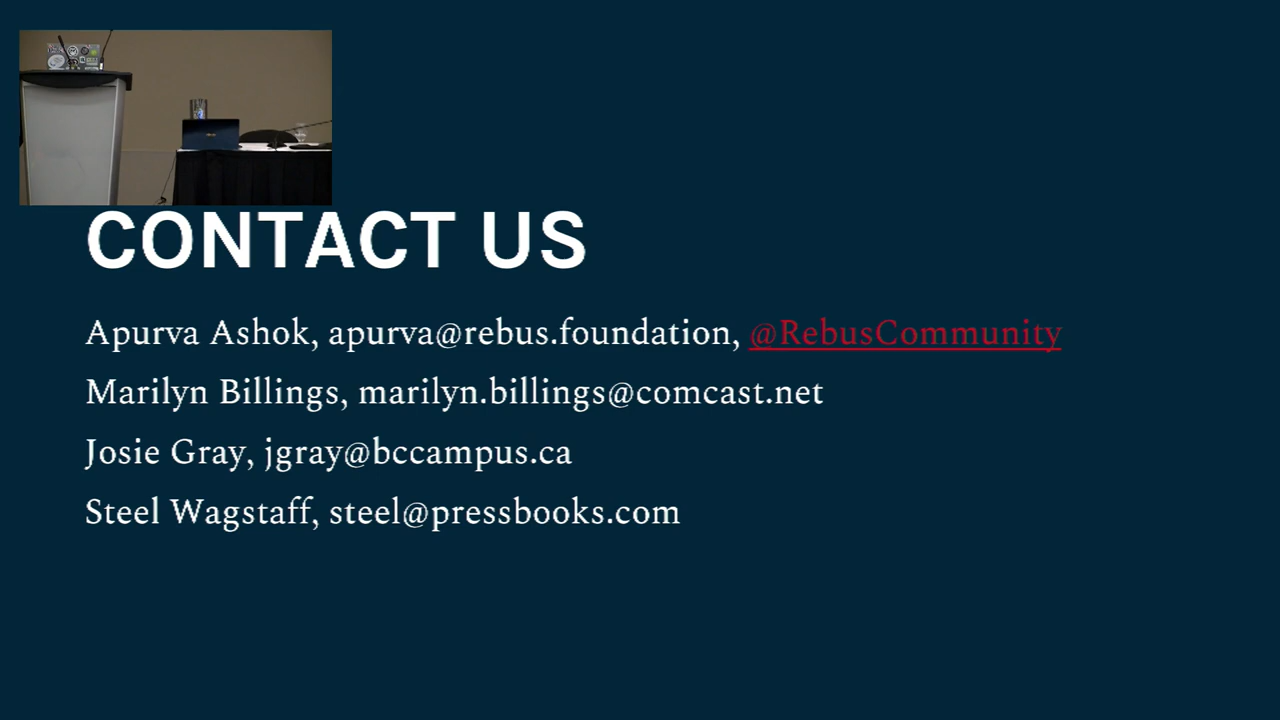 CONTACT US
Apurva Ashok, apurva@rebus.foundation, @RebusCommunity
Marilyn Billings, marilyn.billings@comcast.net
Josie Gray, jgray@bccampus.ca
Steel Wagstaff, steel@pressbooks.com